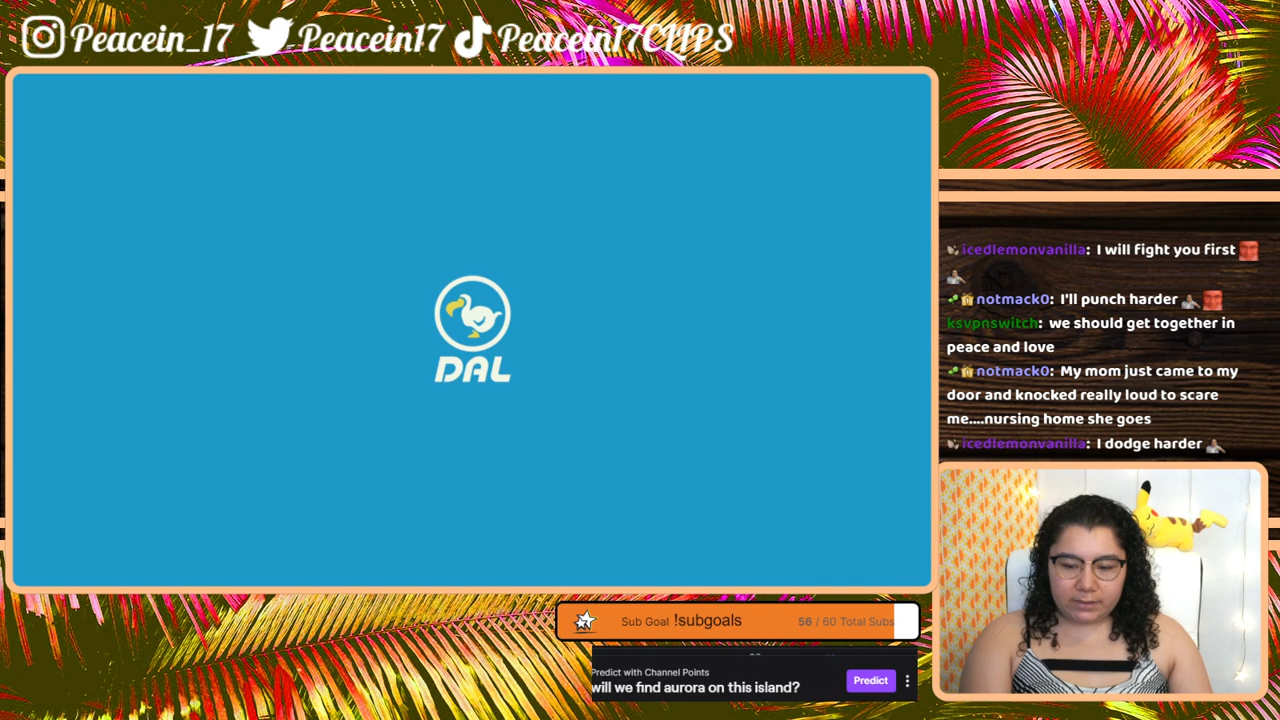 Peacein_17 Peacein17 Peacein17ClIPS
DAL
icedlemonvanilla: I will fight you first
notmack0: I'll punch harder
ksvpnswitch: we should get together in
peace and love
notmack0: My mom just came to my
door and knocked really loud to scare
me....nursing home she goes
icedlemonvanilla: I dodge harder
Sub Goal !subgoals 56 / 60 Total Subs
Predict with Channel Points
will we find aurora on this island?
Predict